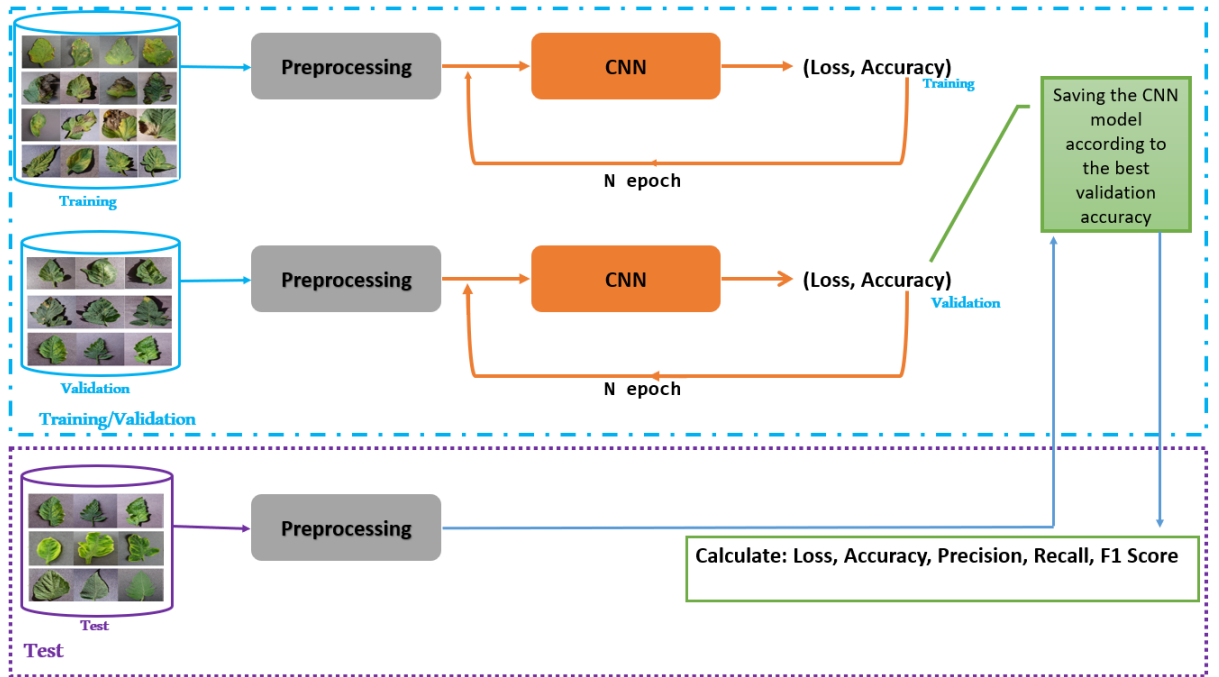 Preprocessing
CNN
(Loss, Accuracy)
Training
N epoch
Training
Saving the CNN
model
according to
the best
validation
accuracy
Preprocessing
CNN
(Loss, Accuracy)
Validation
N epoch
Validation
Training/Validation
Preprocessing
Calculate: Loss, Accuracy, Precision, Recall, F1 Score
Test
Test